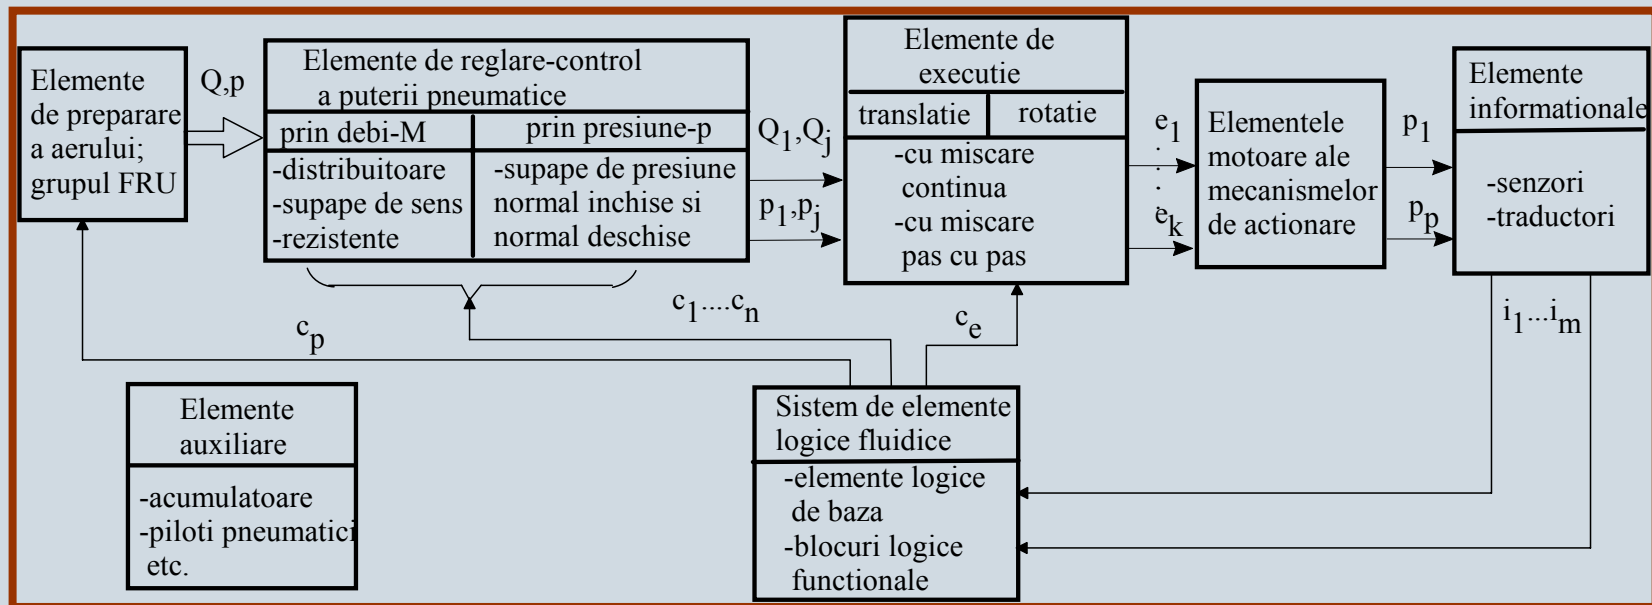 Elemente
de preparare
a aerului;
grupul FRU
Q,p
Elemente de reglare-control
a puterii pneumatice
prin debi-M
-distribuitoare
-supape de sens
-rezistente
prin presiune-p
-supape de presiune
normal inchise si
normal deschise
Q1,Qj
p1,pj
Elemente de
executie
translatie
rotatie
-cu miscare
continua
-cu miscare
pas cu pas
e1
.
.
.
.
ek
Elementele
motoare ale
mecanismelor
de actionare
p1
pp
Elemente
informationale
-senzori
-traductori
cp
c1....cn
ce
i1...im
Elemente
auxiliare
-acumulatoare
-piloti pneumatici
etc.
Sistem de elemente
logice fluidice
-elemente logice
de baza
-blocuri logice
functionale